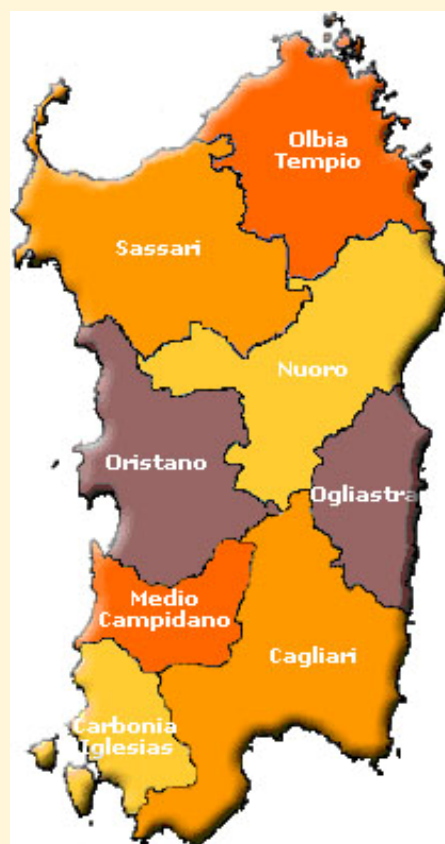 Olbia
Tempio
Sassari
Nuoro
Oristano
Ogliastra
Medio
Campidano
Cagliari
Carbonia
Iglesias